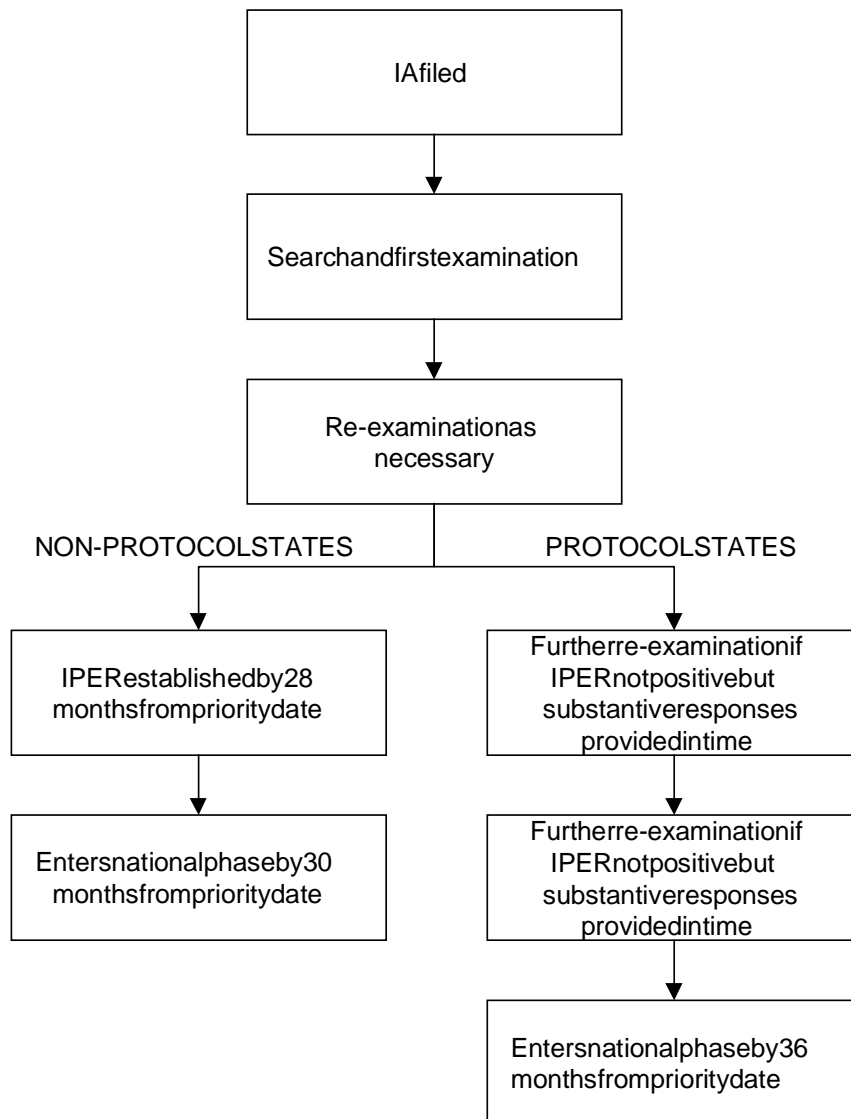 IAfiled
Searchandfirstexamination
Re-examinationas
necessary
NON-PROTOCOLSTATES
PROTOCOLSTATES
IPERestablishedby28
monthsfromprioritydate
Entersnationalphaseby30
monthsfromprioritydate
Furtherre-examinationif
IPERnotpositivebut
substantiveresponses
providedintime
Furtherre-examinationif
IPERnotpositivebut
substantiveresponses
providedintime
Entersnationalphaseby36
monthsfromprioritydate